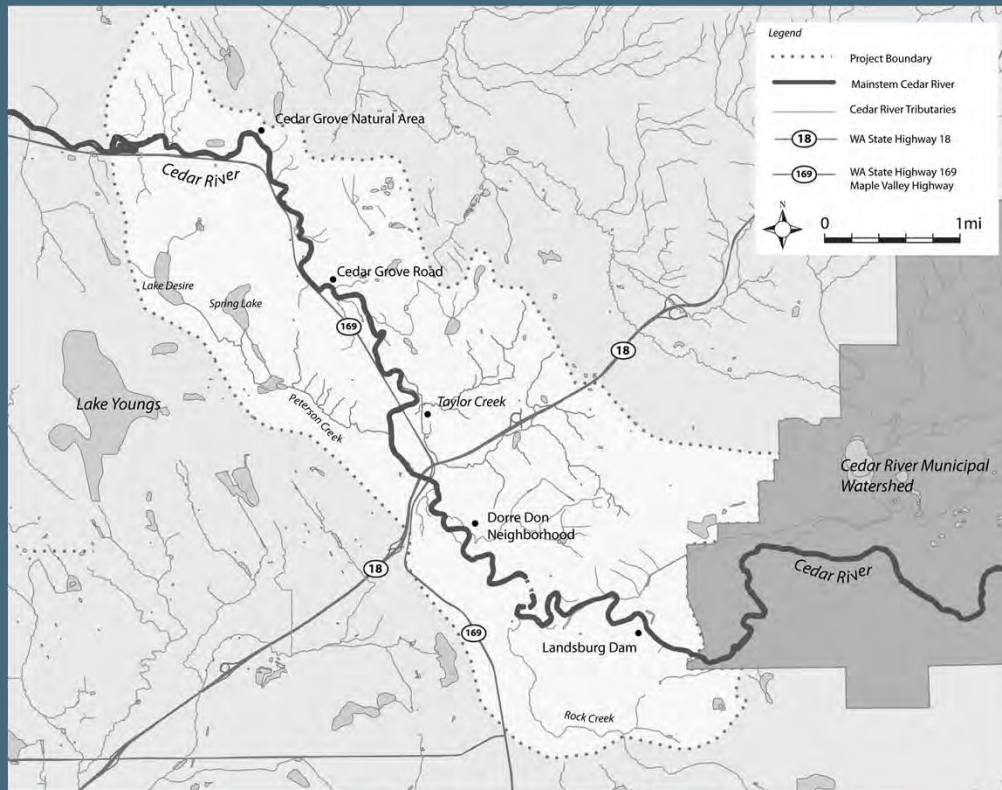 Legend
Project Boundary
Mainstem Cedar River
Cedar River Tributaries
18
WA State Highway 18
169
WA State Highway 169
Maple Valley Highway
N
0
1mi
Cedar Grove Natural Area
Cedar River
Cedar Grove Road
Lake Desire
Spring Lake
169
18
Lake Youngs
Taylor Creek
Peterson Creek
Cedar River Municipal
Watershed
Dorre Don
Neighborhood
Cedar River
18
169
Landsburg Dam
Rock Creek